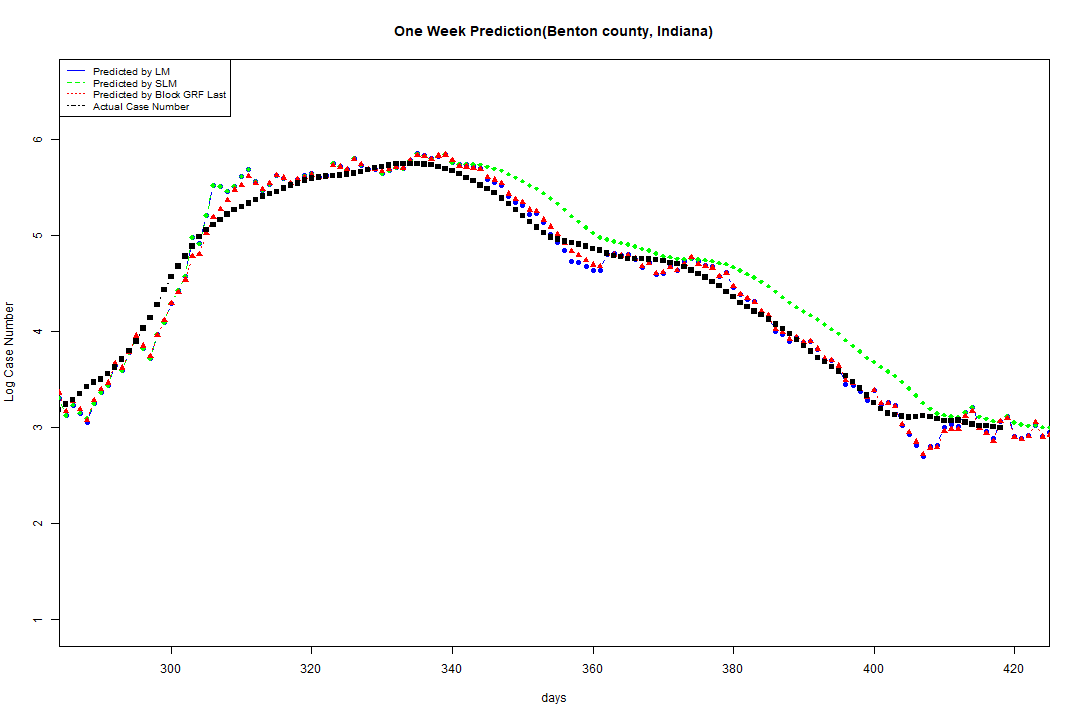 One Week Prediction(Benton county, Indiana)
Predicted by LM
Predicted by SLM
Predicted by Block GRF Last
Actual Case Number
Log Case Number
6
5
4
3
2
1
300 320 340 360 380 400 420
days